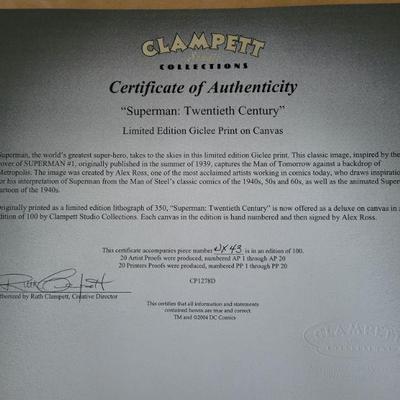 CLAMPETT
COLLECTIONS
Certificate of Authenticity
“Superman: Twentieth Century”
Limited Edition Giclee Print on Canvas
Superman, the world's greatest super-hero, takes to the skies in this limited edition Giclee print. This classic image, inspired by the
cover of SUPERMAN #1, originally published in the summer of 1939, captures the Man of Tomorrow against a backdrop of
Metropolis. The image was created by Alex Ross, one of the most acclaimed artists working in comics today, who draws inspiration
for his interpretation of Superman from the Man of Steel's classic comics of the 1940s, 50s and 60s, as well as the animated Super
cartoon of the 1940s.
Originally printed as a limited edition lithograph of 350, “Superman: Twentieth Century” is now offered as a deluxe on canvas in a
edition of 100 by Clampett Studio Collections. Each canvas in the edition is hand numbered and then signed by Alex Ross.
This certificate accompanies piece number 43 is in an edition of 100.
20 Artist Proofs were produced, numbered AP 1 through AP 20
20 Printers Proofs were produced, numbered PP 1 through PP 20
CP1278D
Authorized by Ruth Clampett, Creative Director
This certifies that all information and statements
contained herein are true and correct
TM and ©2004 DC Comics
CLAMPETT